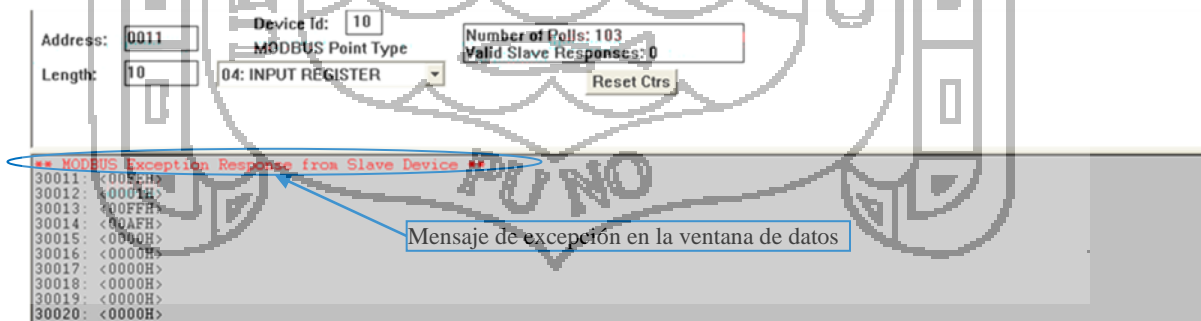 Device Id: 10
Address: 0011
MODBUS Point Type
Number of Polls: 103
Valid Slave Responses: 0
Length: 10
04: INPUT REGISTER
Reset Ctrs
** MODBUS Exception Response from Slave Device **
30011: <00FEH>
30012: <0001H>
30013: <00FFH>
30014: <00AFH>
30015: <0000H>
30016: <0000H>
30017: <0000H>
30018: <0000H>
30019: <0000H>
30020: <0000H>
Mensaje de excepción en la ventana de datos
PUNO